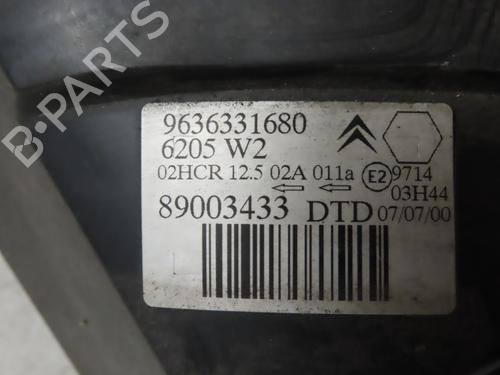 9636331680
6205 W2
02HCR 12.5 02A 011a E2 9714
03H44
89003433 DTD 07/07/00
B-PARTS